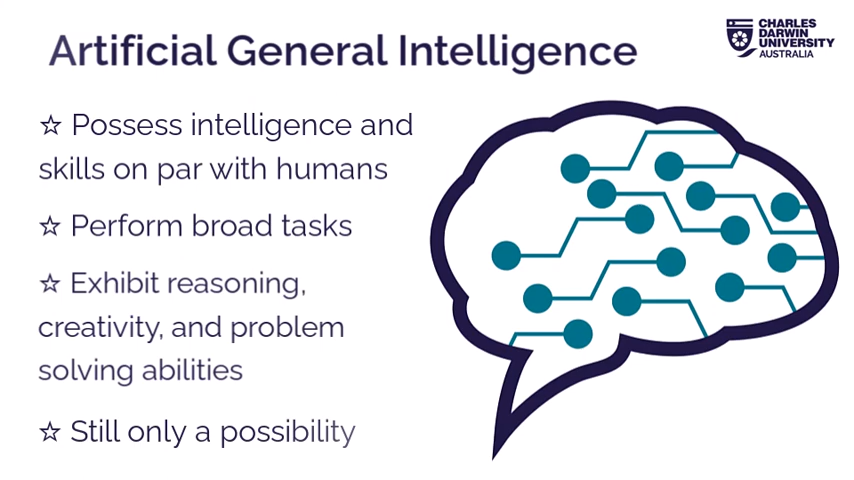 Artificial General Intelligence
CHARLES
DARWIN
UNIVERSITY
AUSTRALIA
☆ Possess intelligence and
skills on par with humans
☆ Perform broad tasks
☆ Exhibit reasoning,
creativity, and problem
solving abilities
☆ Still only a possibility